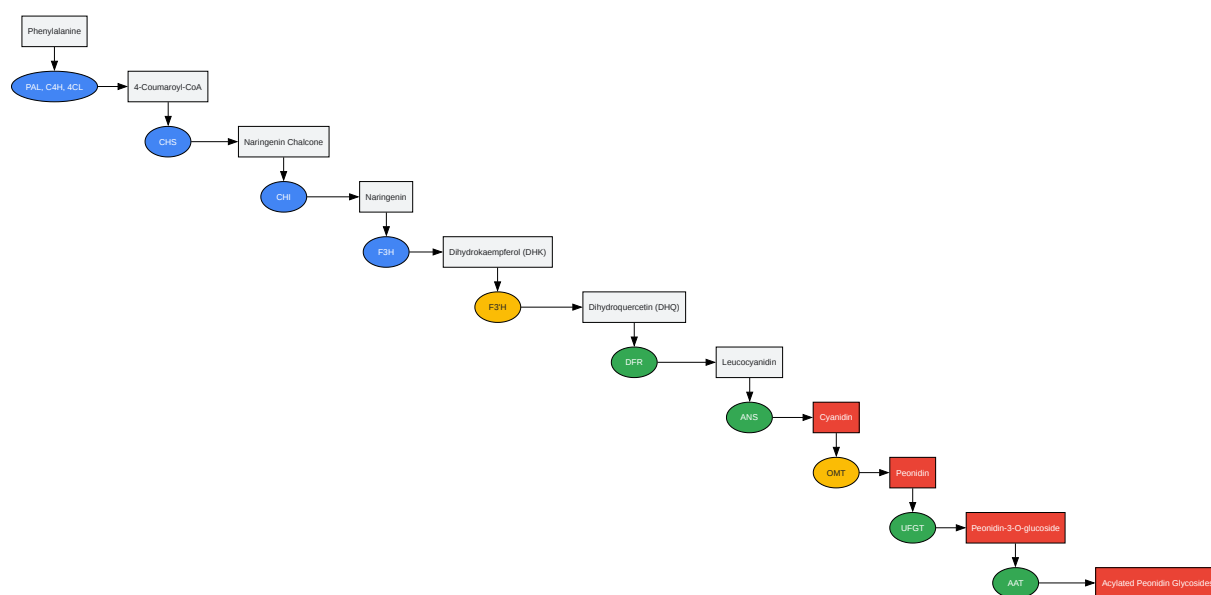 Phenylalanine
PAL, C4H, 4CL
4-Coumaroyl-CoA
CHS
Naringenin Chalcone
CHI
Naringenin
F3H
Dihydrokaempferol (DHK)
F3'H
Dihydroquercetin (DHQ)
DFR
Leucocyanidin
ANS
Cyanidin
OMT
Peonidin
UFGT
Peonidin-3-O-glucoside
AAT
Acylated Peonidin Glycosides